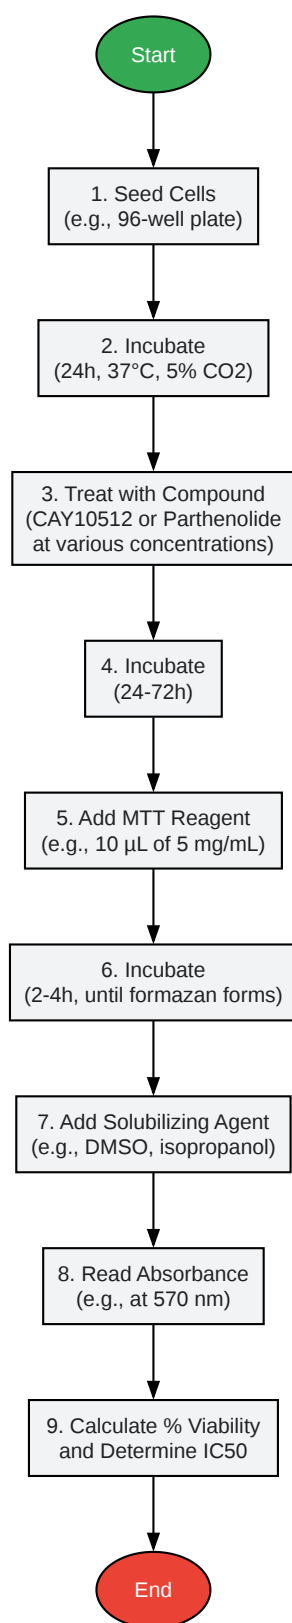 Start
1. Seed Cells
(e.g., 96-well plate)
2. Incubate
(24h, 37°C, 5% CO2)
3. Treat with Compound
(CAY10512 or Parthenolide
at various concentrations)
4. Incubate
(24-72h)
5. Add MTT Reagent
(e.g., 10 µL of 5 mg/mL)
6. Incubate
(2-4h, until formazan forms)
7. Add Solubilizing Agent
(e.g., DMSO, isopropanol)
8. Read Absorbance
(e.g., at 570 nm)
9. Calculate % Viability
and Determine IC50
End